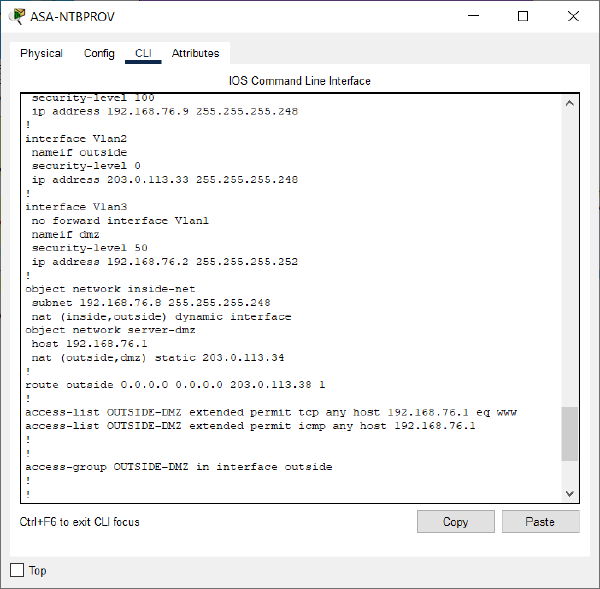 ASA-NTBPROV
Physical Config CLI Attributes
IOS Command Line Interface
security-level 100
ip address 192.168.76.9 255.255.255.248
!
interface Vlan2
nameif outside
security-level 0
ip address 203.0.113.33 255.255.255.248
!
interface Vlan3
no forward interface Vlan1
nameif dmz
security-level 50
ip address 192.168.76.2 255.255.255.252
!
object network inside-net
subnet 192.168.76.8 255.255.255.248
nat (inside,outside) dynamic interface
object network server-dmz
host 192.168.76.1
nat (outside,dmz) static 203.0.113.34
!
route outside 0.0.0.0 0.0.0.0 203.0.113.38 1
!
access-list OUTSIDE-DMZ extended permit tcp any host 192.168.76.1 eq www
access-list OUTSIDE-DMZ extended permit icmp any host 192.168.76.1
!
!
access-group OUTSIDE-DMZ in interface outside
!
!
Ctrl+F6 to exit CLI focus
Copy Paste
Top